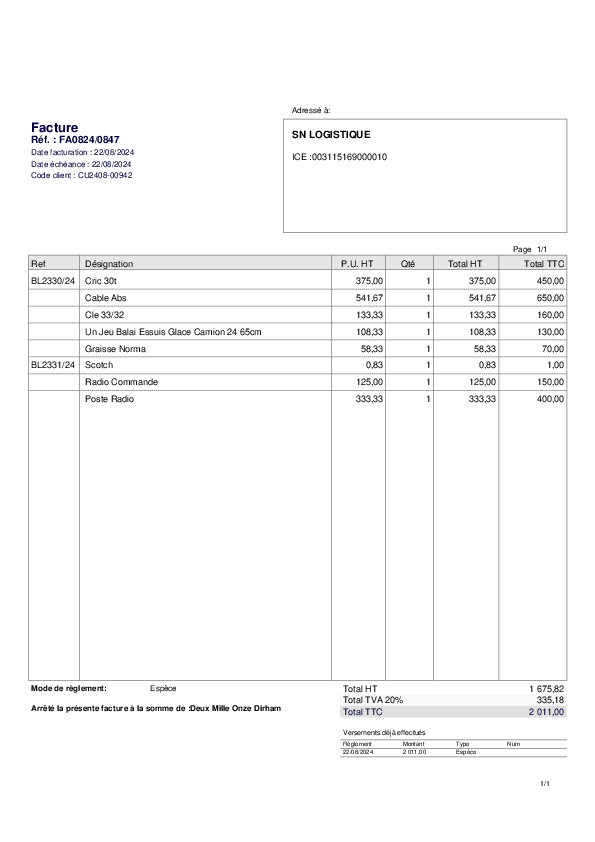 Adressé à:
Facture
Réf. : FA0824/0847
Date facturation : 22/08/2024
Date échéance : 22/08/2024
Code client : CU2408-00942
SN LOGISTIQUE
ICE :003115169000010
Page 1/1
Ref Désignation P.U. HT Qté Total HT Total TTC
BL2330/24 Cric 30t 375,00 1 375,00 450,00
Cable Abs 541,67 1 541,67 650,00
Cle 33/32 133,33 1 133,33 160,00
Un Jeu Balai Essuis Glace Camion 24 65cm 108,33 1 108,33 130,00
Graisse Norma 58,33 1 58,33 70,00
BL2331/24 Scotch 0,83 1 0,83 1,00
Radio Commande 125,00 1 125,00 150,00
Poste Radio 333,33 1 333,33 400,00
Mode de règlement: Espèce
Arrêté la présente facture à la somme de :Deux Mille Onze Dirham
Total HT 1 675,82
Total TVA 20% 335,18
Total TTC 2 011,00
Versements déjà effectués
Règlement Montant Type Num
22/08/2024 2 011,00 Espèce
1/1